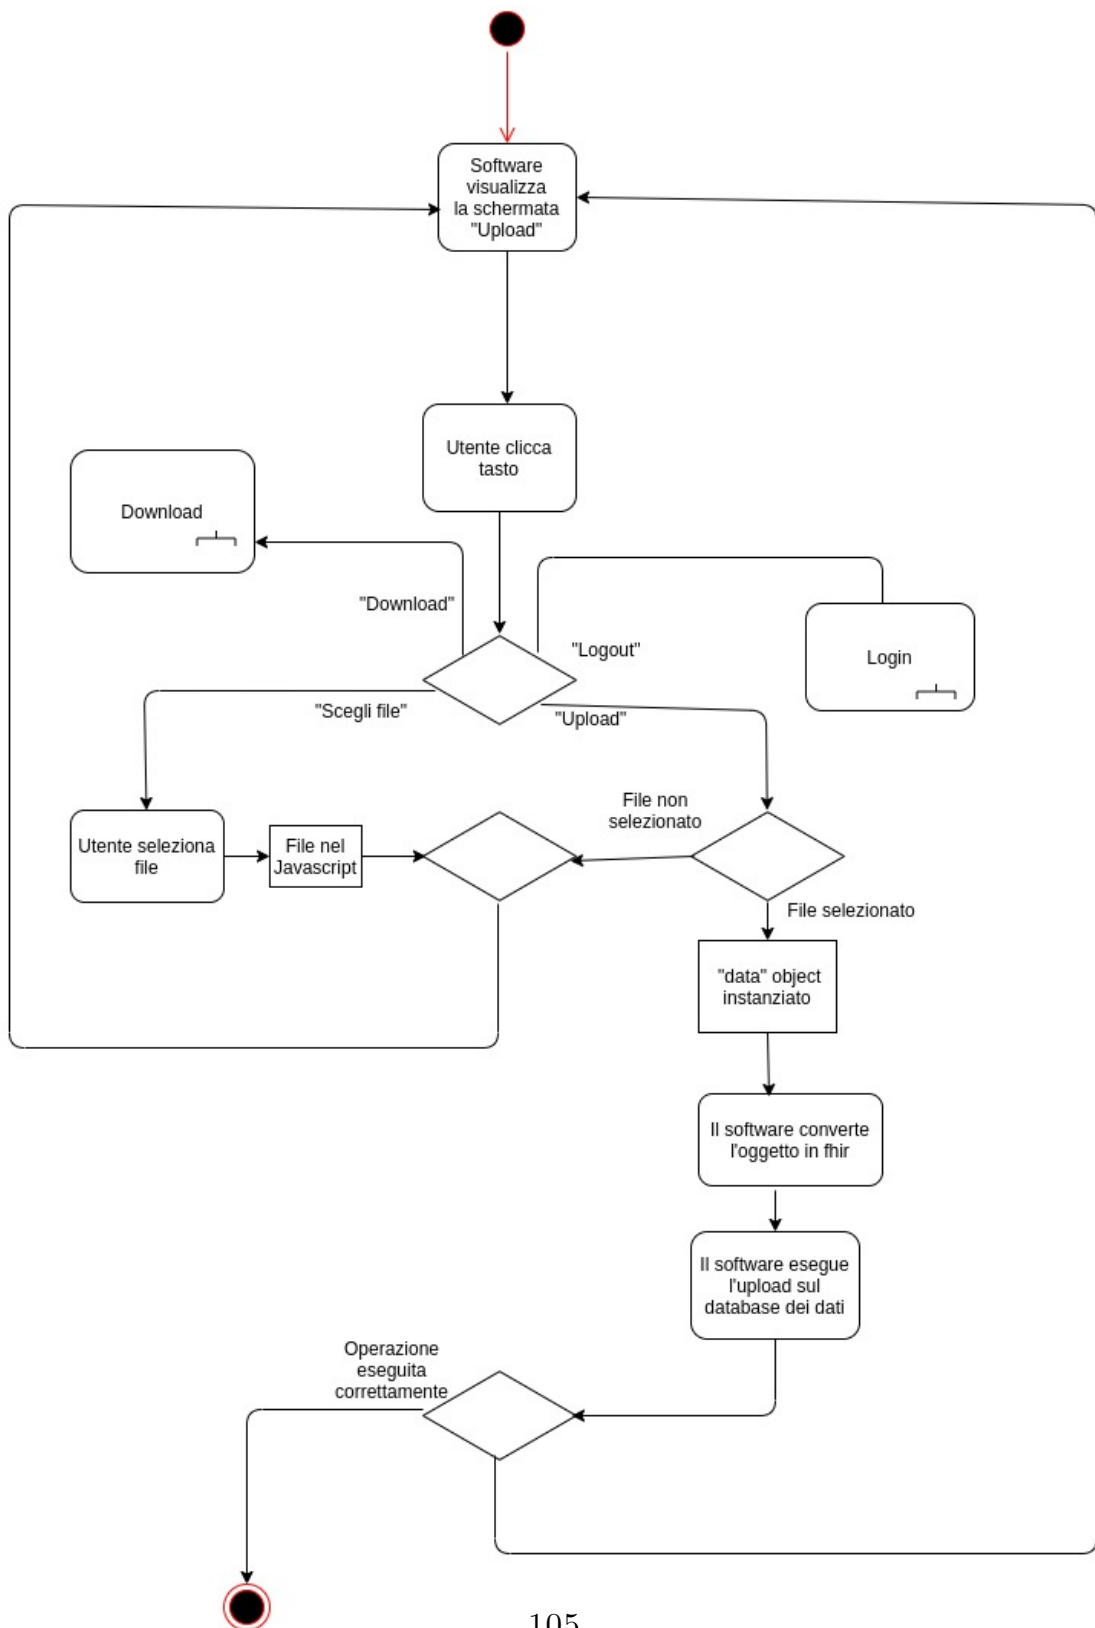 Software
visualizza
la schermata
"Upload"
Utente clicca
tasto
Download
"Download"
"Logout"
Login
"Scegli file"
"Upload"
File non
selezionato
Utente seleziona
file
File nel
Javascript
File selezionato
"data" object
instanziato
Il software converte
l'oggetto in fhir
Il software esegue
l'upload sul
database dei dati
Operazione
eseguita
correttamente
105